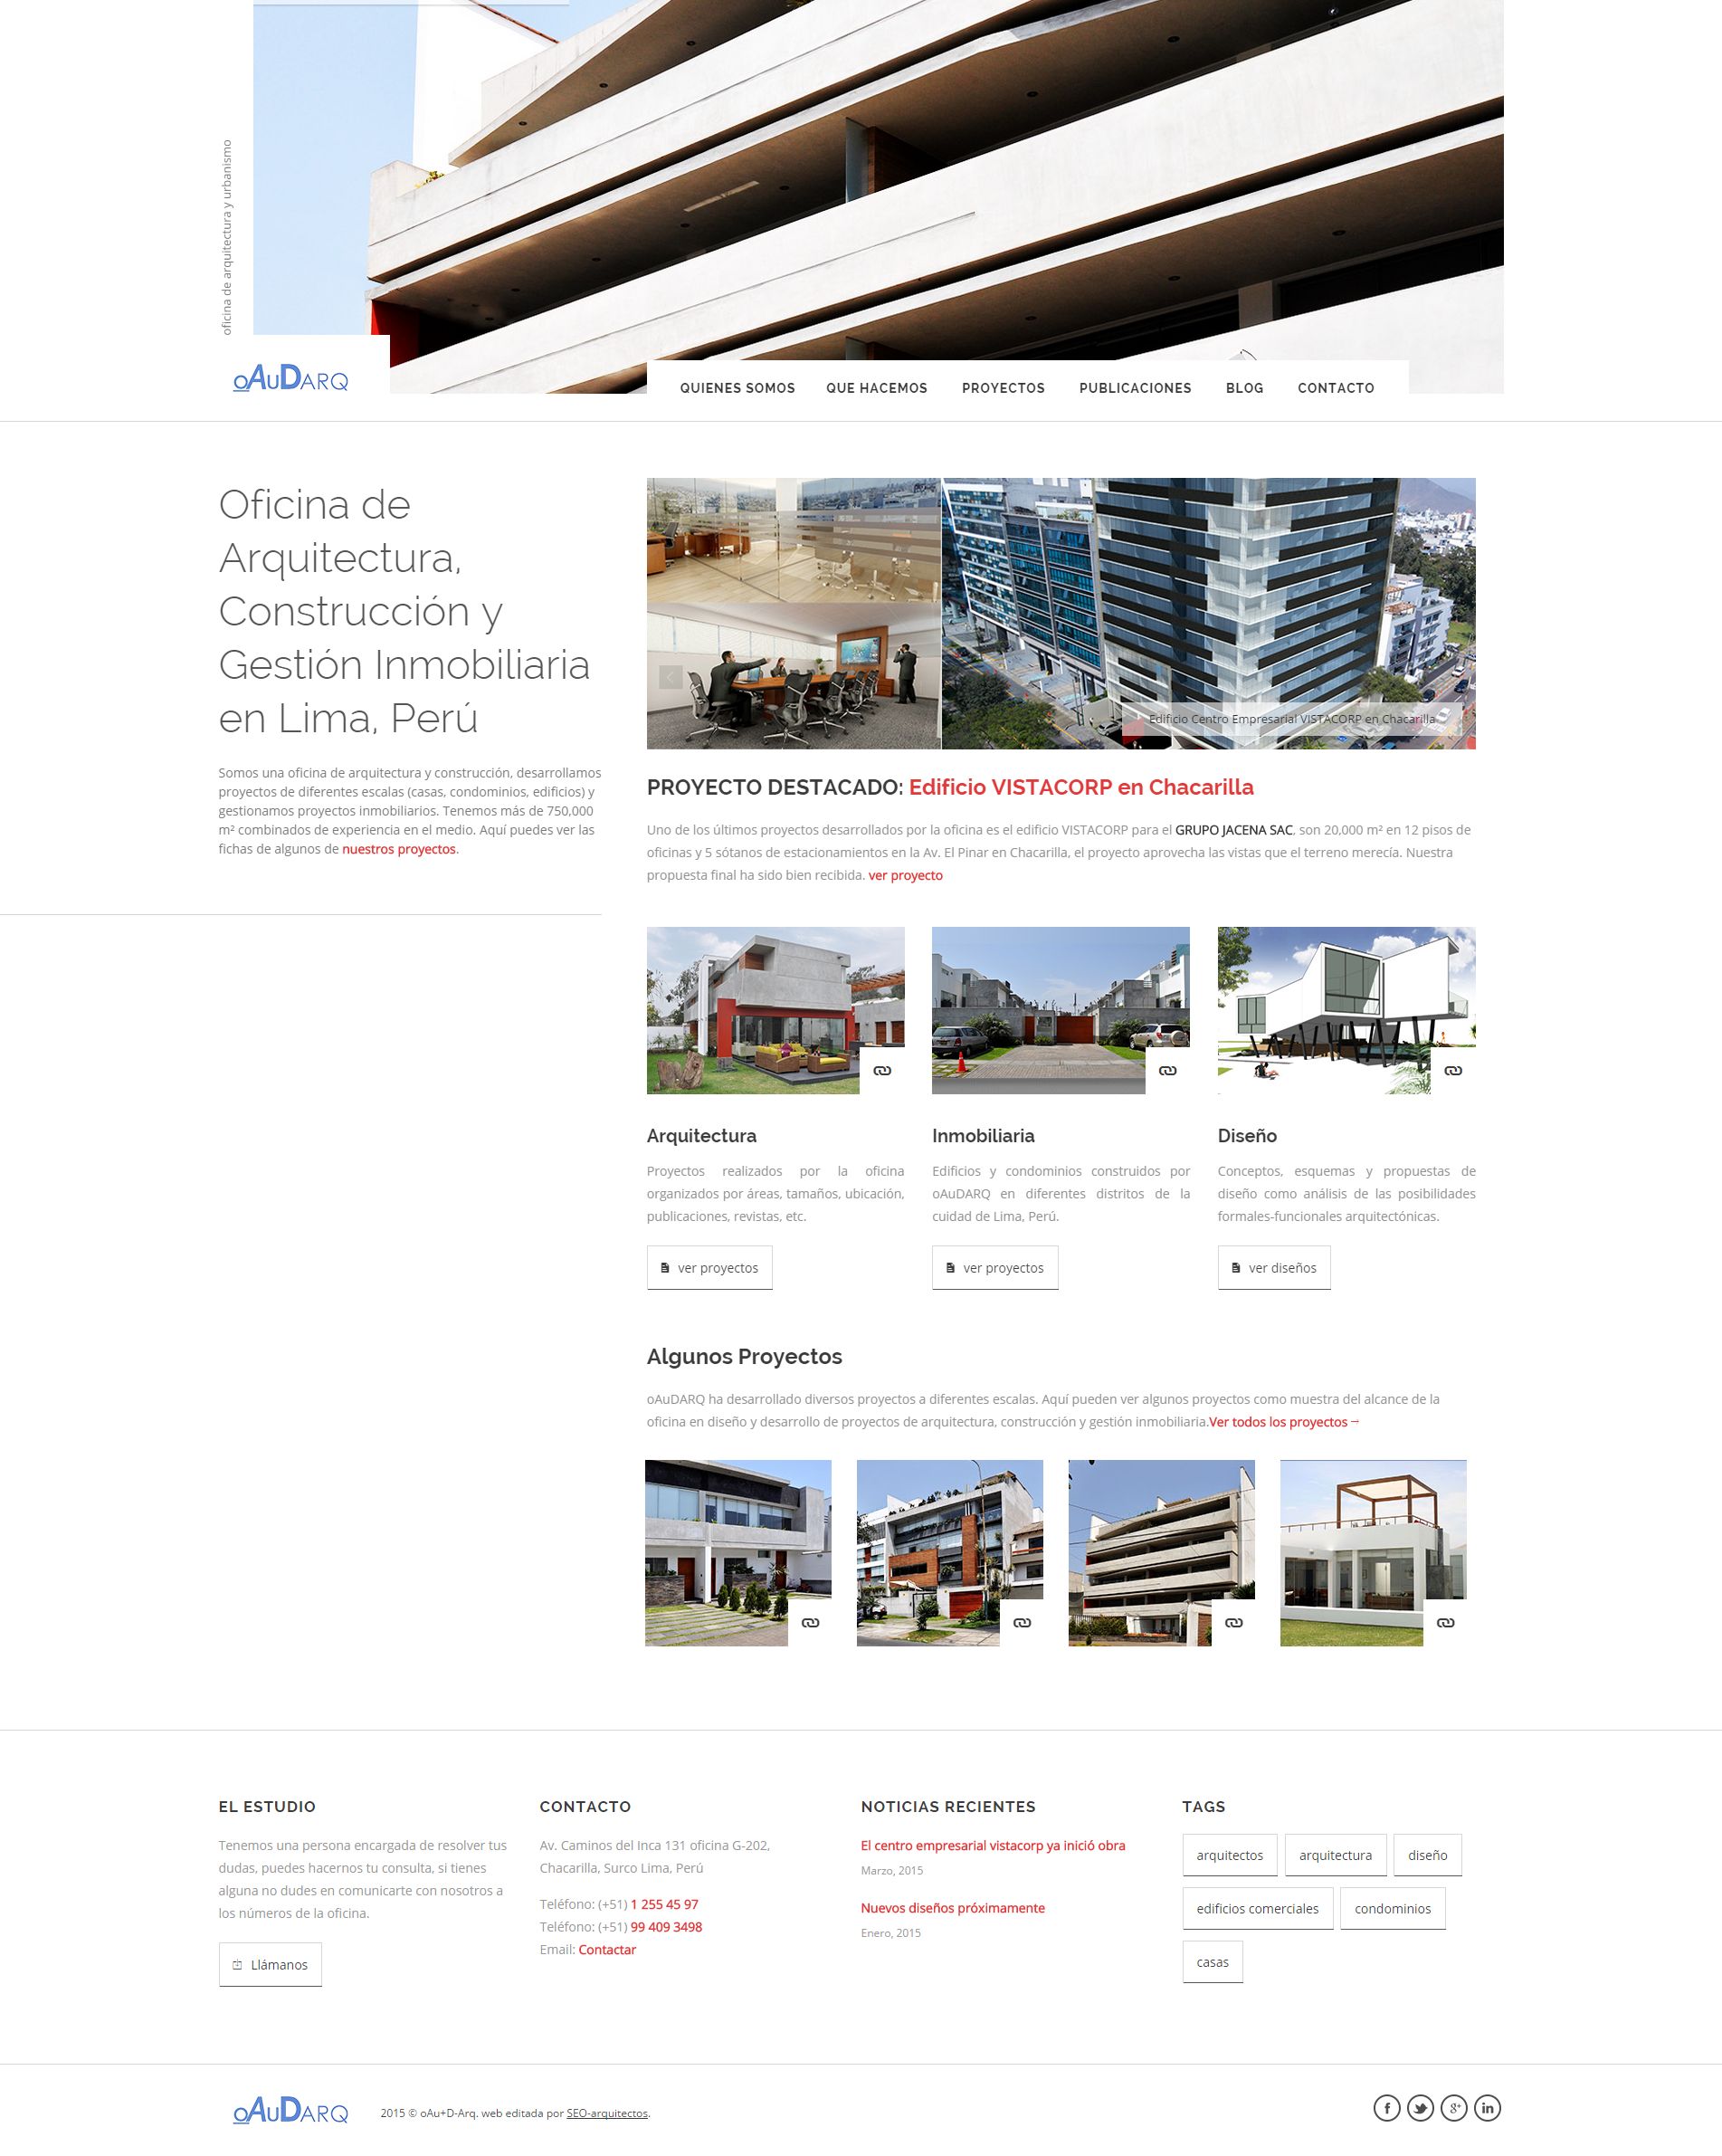 oficina de arquitectura y urbanismo
oAuDARQ
QUIENES SOMOS QUE HACEMOS PROYECTOS PUBLICACIONES BLOG CONTACTO
Oficina de
Arquitectura,
Construcción y
Gestión Inmobiliaria
en Lima, Perú
Somos una oficina de arquitectura y construcción, desarrollamos
proyectos de diferentes escalas (casas, condominios, edificios) y
gestionamos proyectos inmobiliarios. Tenemos más de 750,000
m² combinados de experiencia en el medio. Aquí puedes ver las
fichas de algunos de nuestros proyectos.
Edificio Centro Empresarial VISTACORP en Chacarilla
PROYECTO DESTACADO: Edificio VISTACORP en Chacarilla
Uno de los últimos proyectos desarrollados por la oficina es el edificio VISTACORP para el GRUPO JACENA SAC, son 20,000 m² en 12 pisos de
oficinas y 5 sótanos de estacionamientos en la Av. El Pinar en Chacarilla, el proyecto aprovecha las vistas que el terreno merecía. Nuestra
propuesta final ha sido bien recibida. ver proyecto
Arquitectura
Proyectos realizados por la oficina
organizados por áreas, tamaños, ubicación,
publicaciones, revistas, etc.
ver proyectos
Inmobiliaria
Edificios y condominios construidos por
oAuDARQ en diferentes distritos de la
cuidad de Lima, Perú.
ver proyectos
Diseño
Conceptos, esquemas y propuestas de
diseño como análisis de las posibilidades
formales-funcionales arquitectónicas.
ver diseños
Algunos Proyectos
oAuDARQ ha desarrollado diversos proyectos a diferentes escalas. Aquí pueden ver algunos proyectos como muestra del alcance de la
oficina en diseño y desarrollo de proyectos de arquitectura, construcción y gestión inmobiliaria.Ver todos los proyectos→
EL ESTUDIO
Tenemos una persona encargada de resolver tus
dudas, puedes hacernos tu consulta, si tienes
alguna no dudes en comunicarte con nosotros a
los números de la oficina.
Llámanos
CONTACTO
Av. Caminos del Inca 131 oficina G-202,
Chacarilla, Surco Lima, Perú
Teléfono: (+51) 1 255 45 97
Teléfono: (+51) 99 409 3498
Email: Contactar
NOTICIAS RECIENTES
El centro empresarial vistacorp ya inició obra
Marzo, 2015
Nuevos diseños próximamente
Enero, 2015
TAGS
arquitectos arquitectura diseño
edificios comerciales condominios
casas
oAuDARQ
2015 © oAu+D-Arq. web editada por SEO-arquitectos.